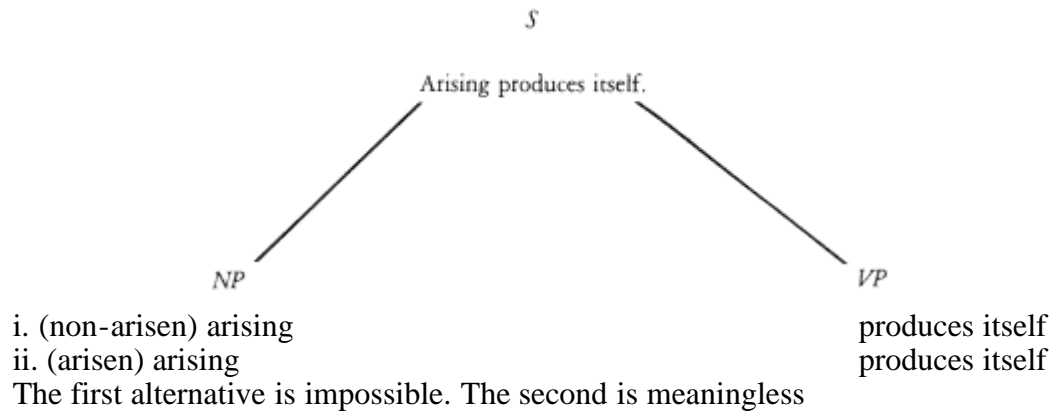 S
Arising produces itself.
NP VP
i. (non-arisen) arising produces itself
ii. (arisen) arising produces itself
The first alternative is impossible. The second is meaningless